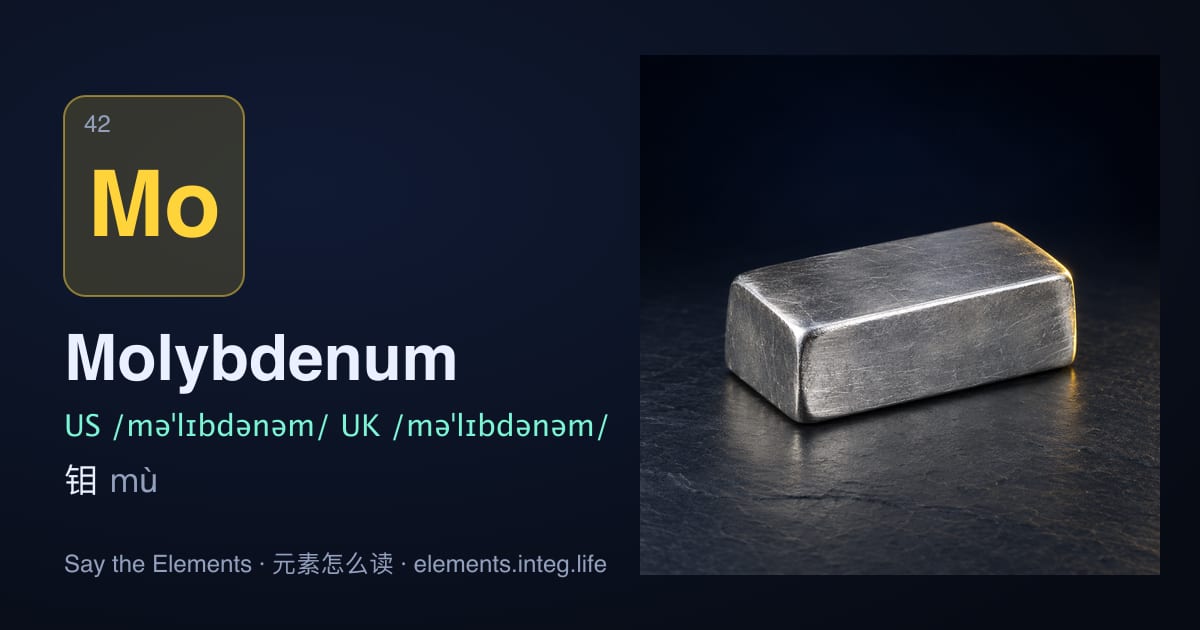 42
Mo
Molybdenum
US /məˈlɪbdənəm/ UK /məˈlɪbdənəm/
钼 mù
Say the Elements · 元素怎么读 · elements.integ.life